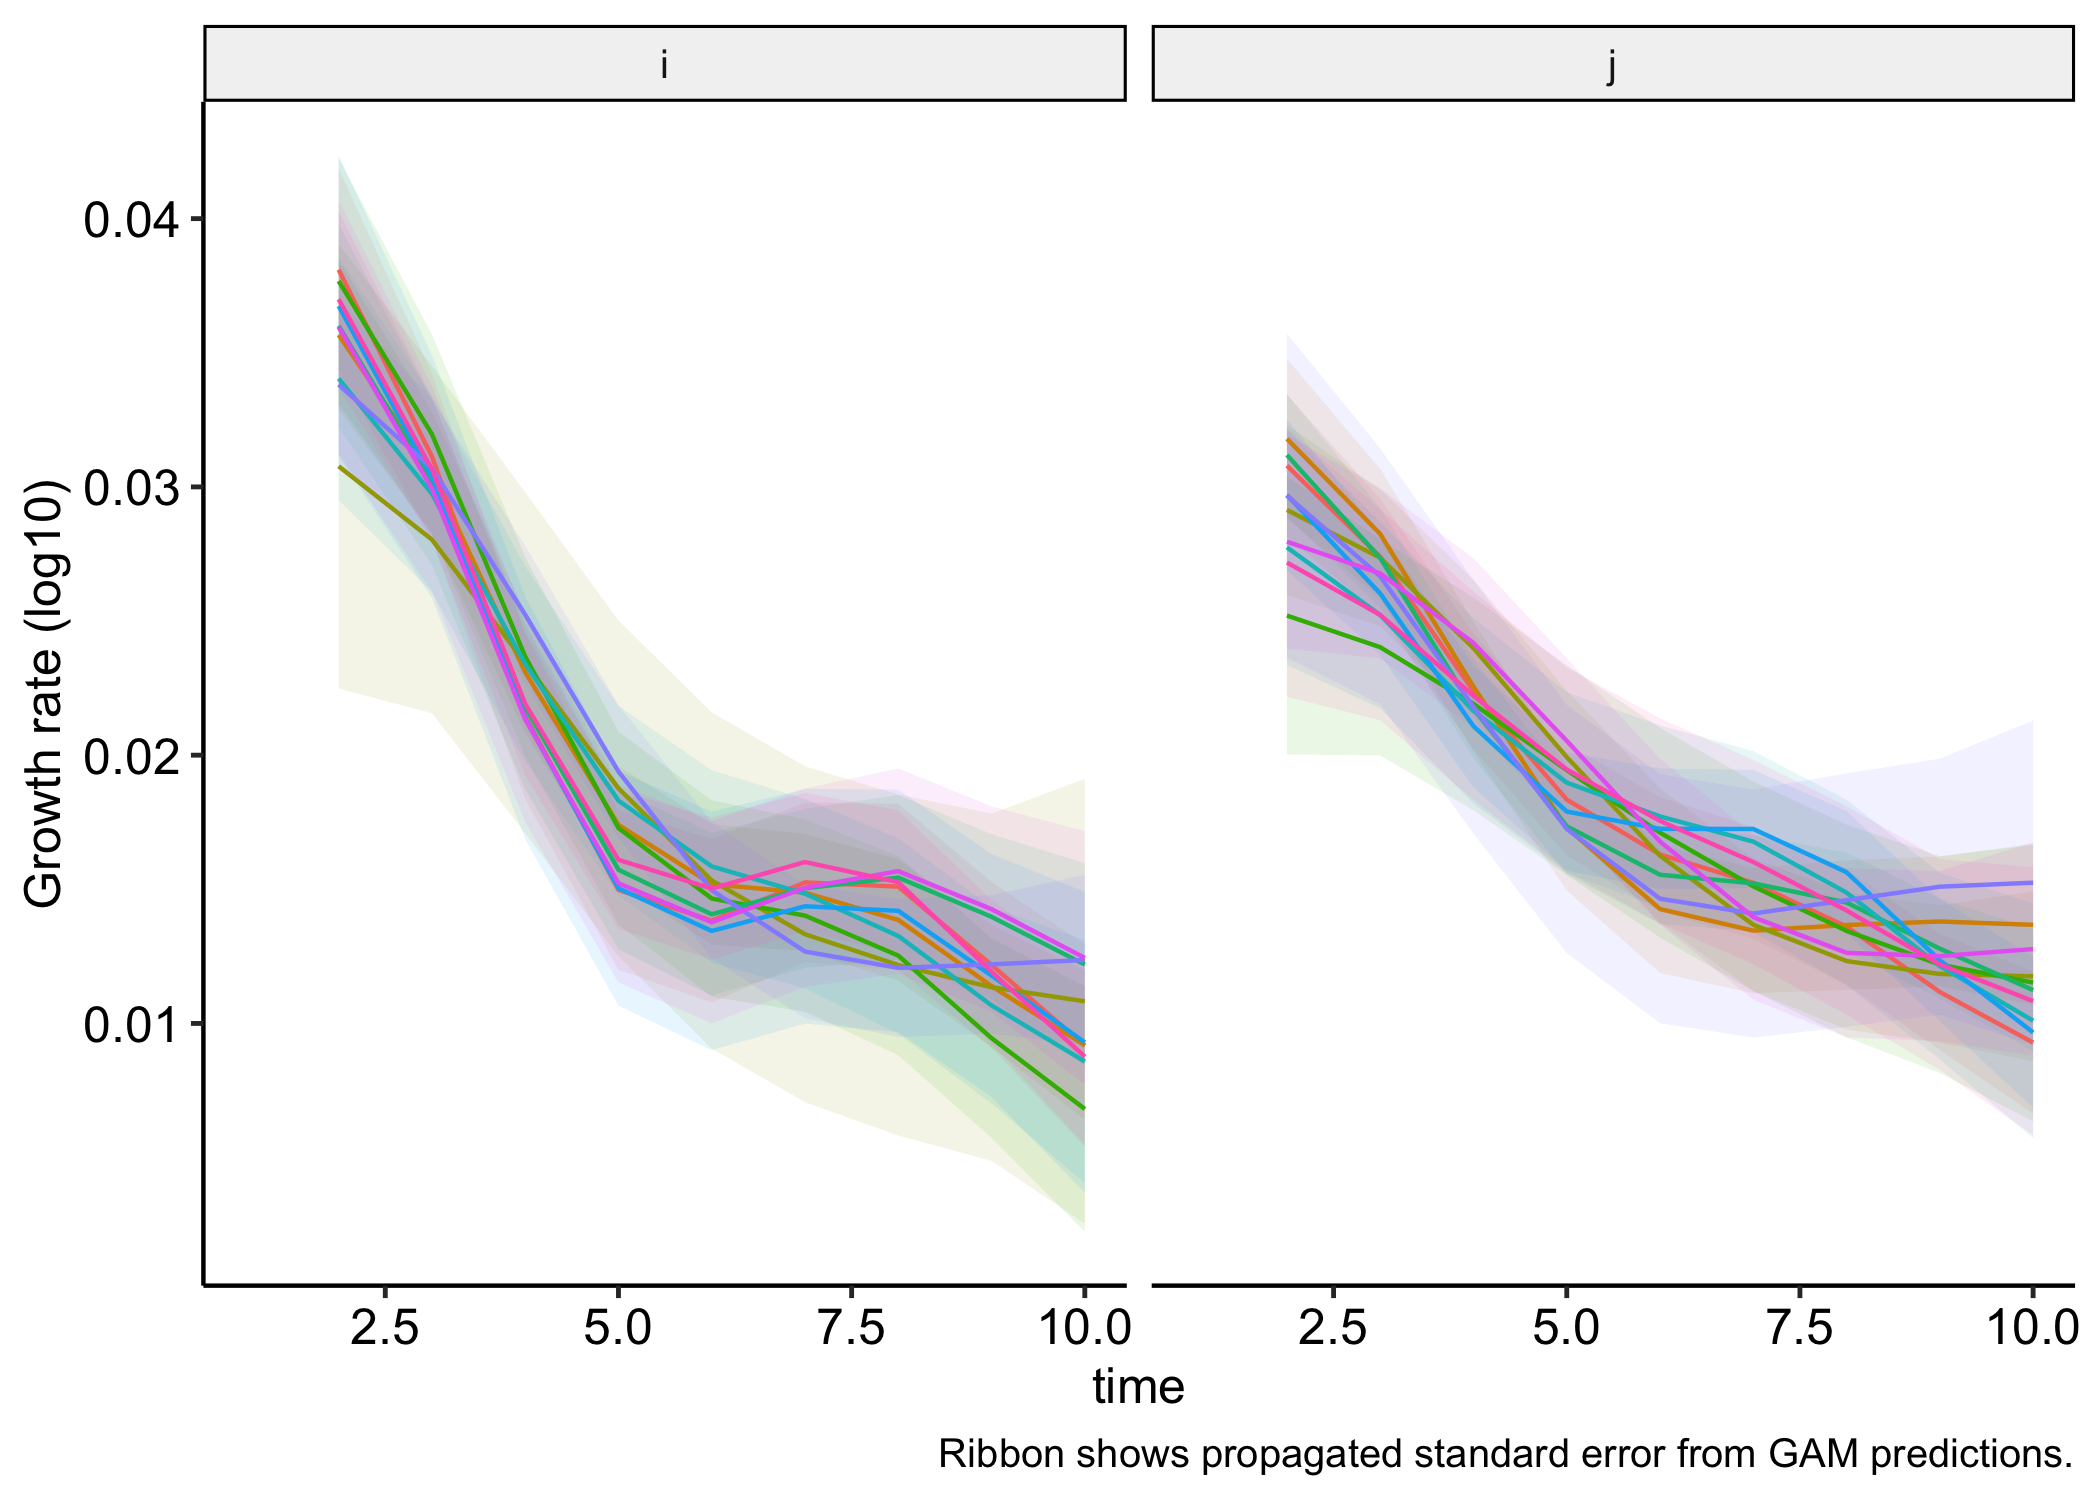 i
j
Growth rate (log10)
0.04
0.03
0.02
0.01
2.5 5.0 7.5 10.0
2.5 5.0 7.5 10.0
time
Ribbon shows propagated standard error from GAM predictions.